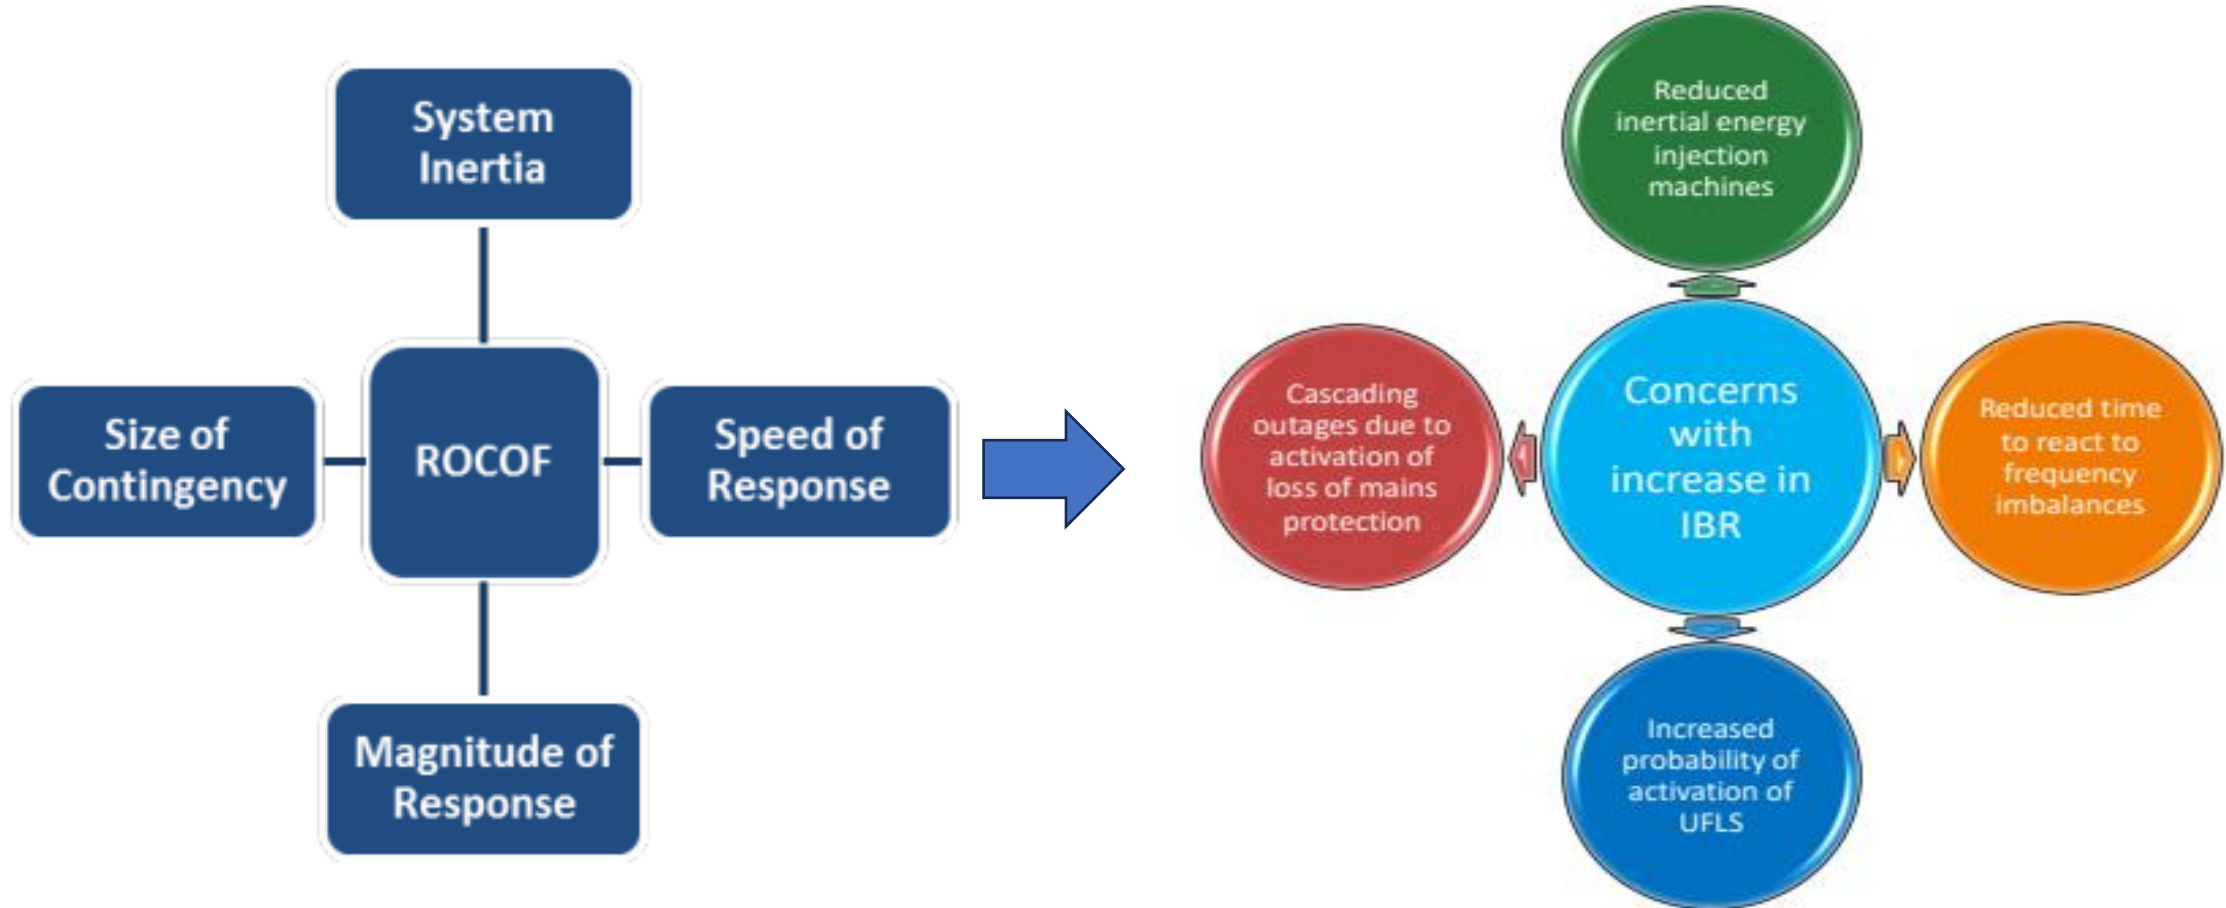 System
Inertia
Size of
Contingency
ROCOF
Speed of
Response
Magnitude of
Response
Reduced
inertial energy
injection
machines
Cascading
outages due to
activation of
loss of mains
protection
Concerns
with
increase in
IBR
Reduced time
to react to
frequency
imbalances
Increased
probability of
activation of
UFLS